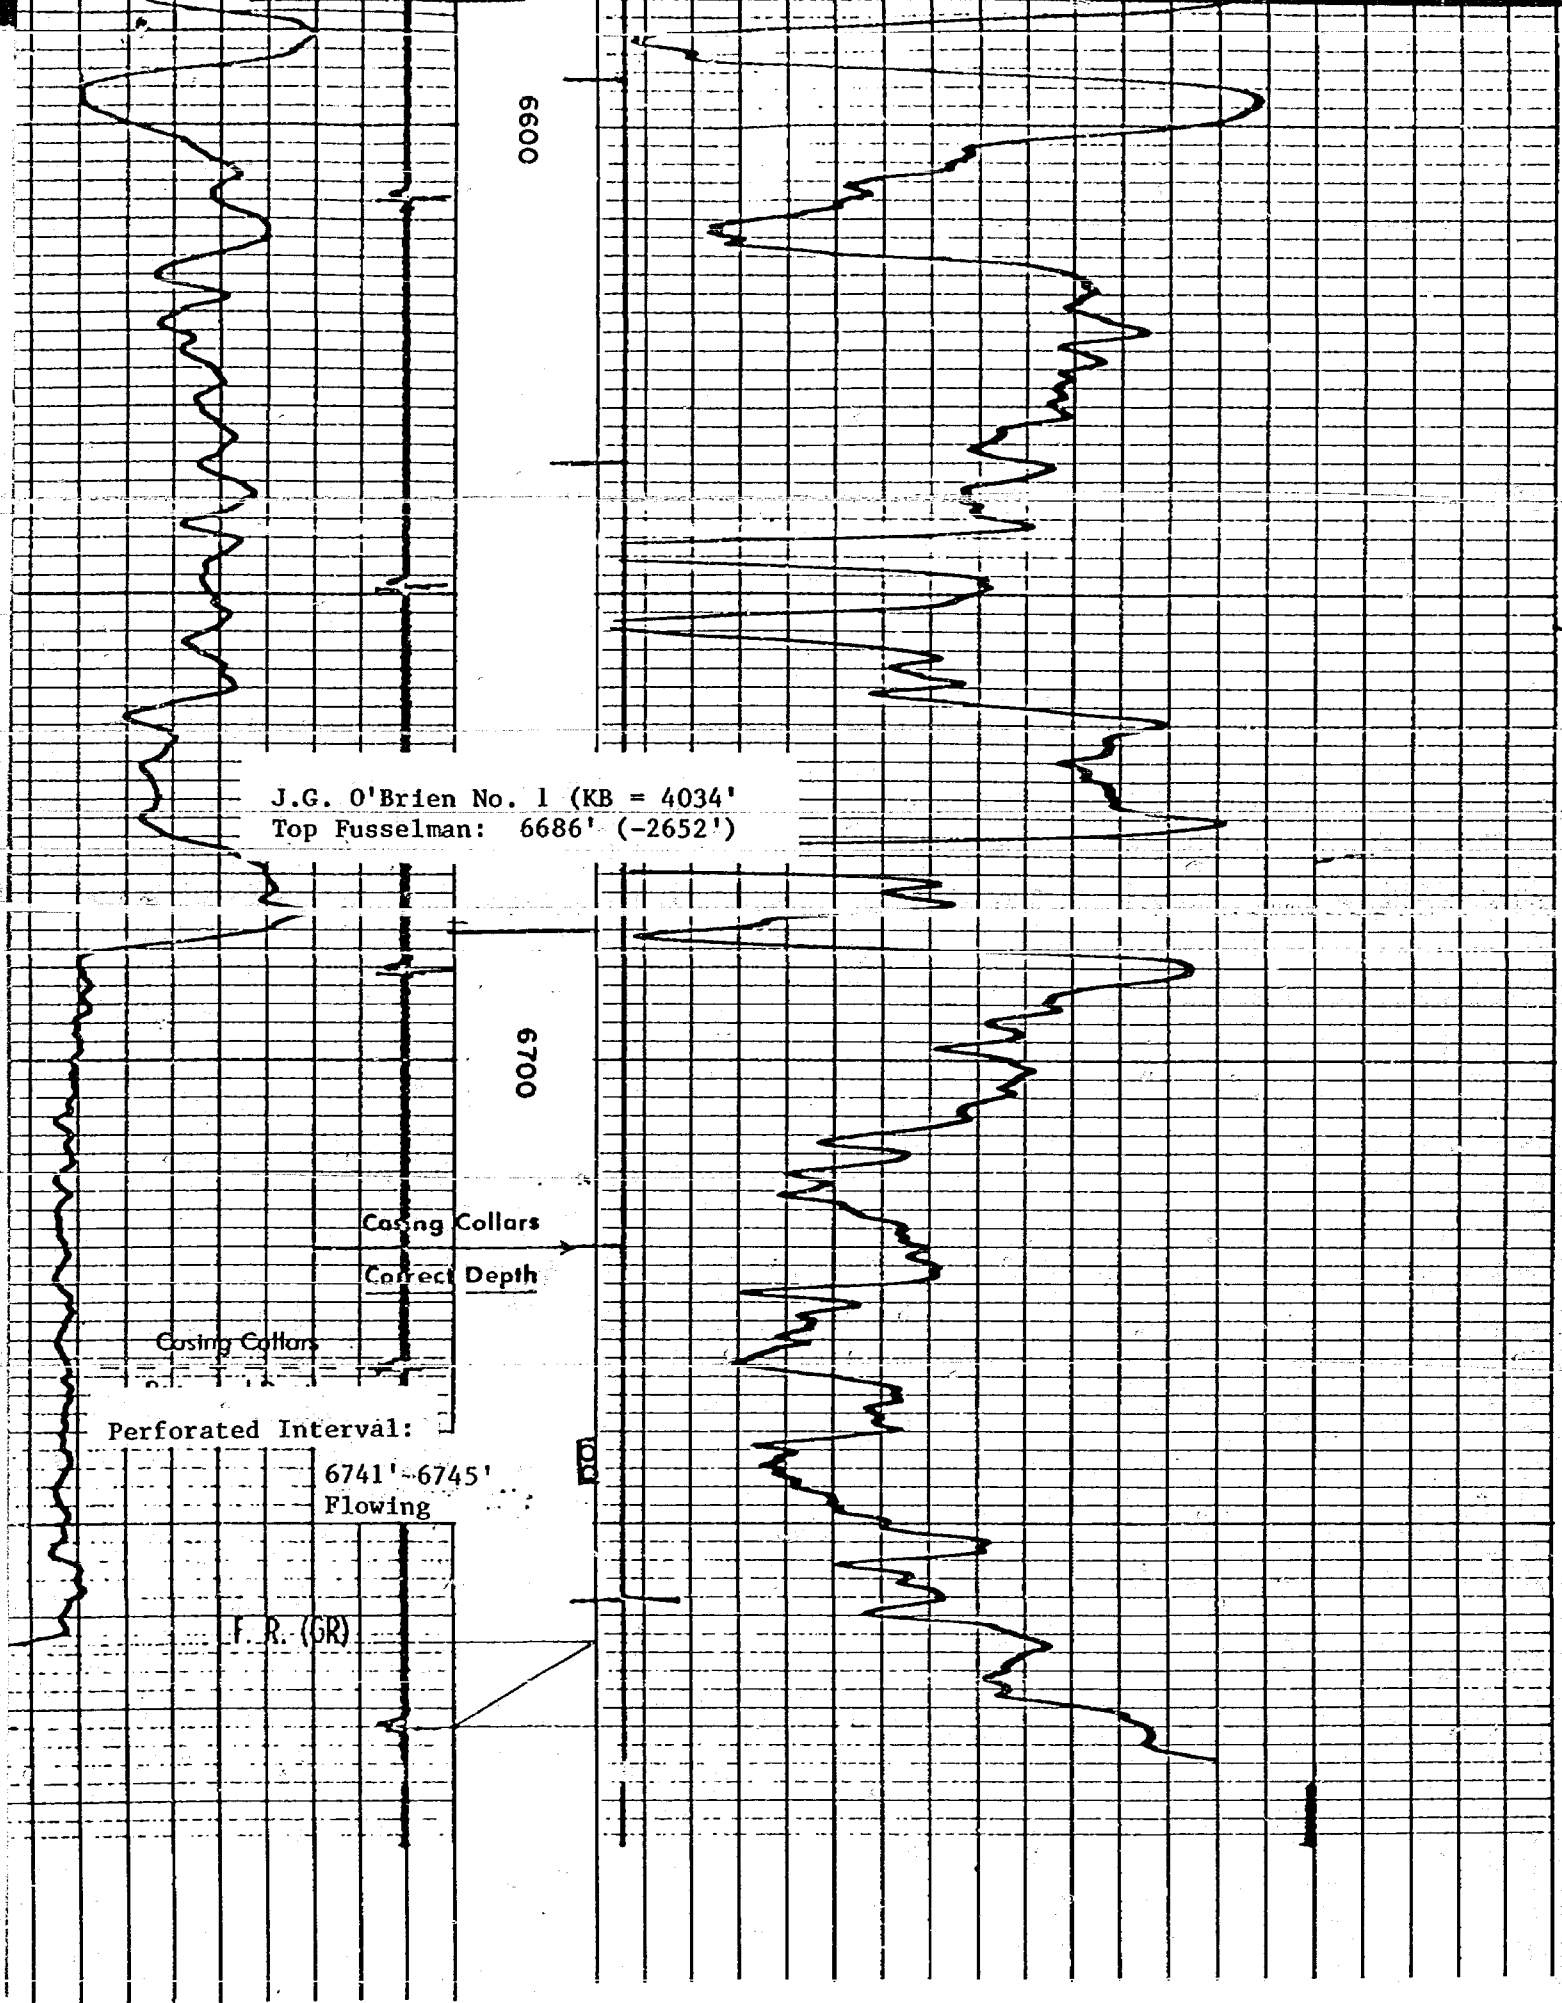 6600
J.G. O'Brien No. 1 (KB = 4034'
Top Fusselman: 6686' (-2652')
6700
Casing Collars
Correct Depth
Casing Collars
Perforated Interval:
6741'-6745'
Flowing
F. R. (GR)